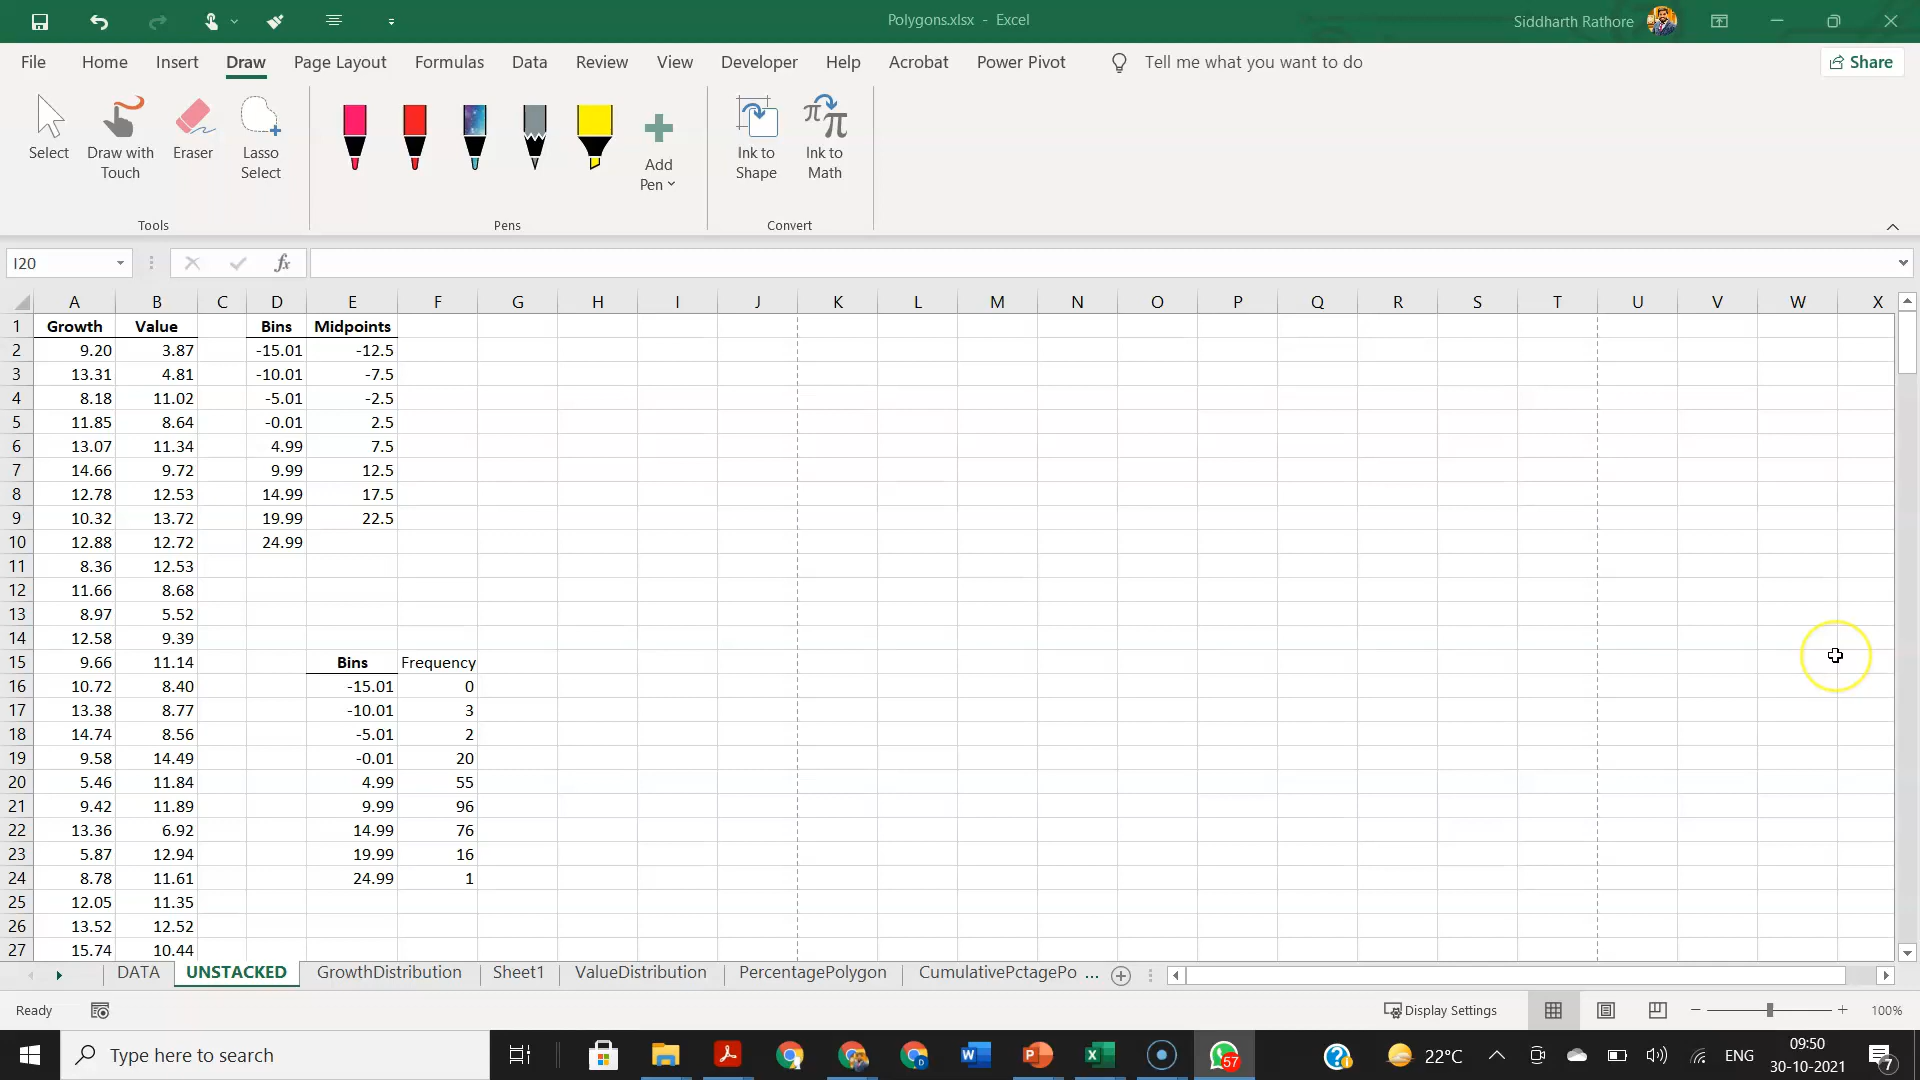 Polygons.xlsx - Excel
Siddharth Rathore
File Home Insert Draw Page Layout Formulas Data Review View Developer Help Acrobat Power Pivot Tell me what you want to do Share
Select Draw with Touch Eraser Lasso Select Add Pen Ink to Shape Ink to Math
Tools Pens Convert
I20 fx
A B C D E F G H I J K L M N O P Q R S T U V W X
1 Growth Value Bins Midpoints
2 9.20 3.87 -15.01 -12.5
3 13.31 4.81 -10.01 -7.5
4 8.18 11.02 -5.01 -2.5
5 11.85 8.64 -0.01 2.5
6 13.07 11.34 4.99 7.5
7 14.66 9.72 9.99 12.5
8 12.78 12.53 14.99 17.5
9 10.32 13.72 19.99 22.5
10 12.88 12.72 24.99
11 8.36 12.53
12 11.66 8.68
13 8.97 5.52
14 12.58 9.39
15 9.66 11.14 Bins Frequency
16 10.72 8.40 -15.01 0
17 13.38 8.77 -10.01 3
18 14.74 8.56 -5.01 2
19 9.58 14.49 -0.01 20
20 5.46 11.84 4.99 55
21 9.42 11.89 9.99 96
22 13.36 6.92 14.99 76
23 5.87 12.94 19.99 16
24 8.78 11.61 24.99 1
25 12.05 11.35
26 13.52 12.52
27 15.74 10.44
DATA UNSTACKED GrowthDistribution Sheet1 ValueDistribution PercentagePolygon CumulativePctagePo ...
Ready Display Settings 100%
Type here to search 57 22°C ENG 09:50
30-10-2021 7